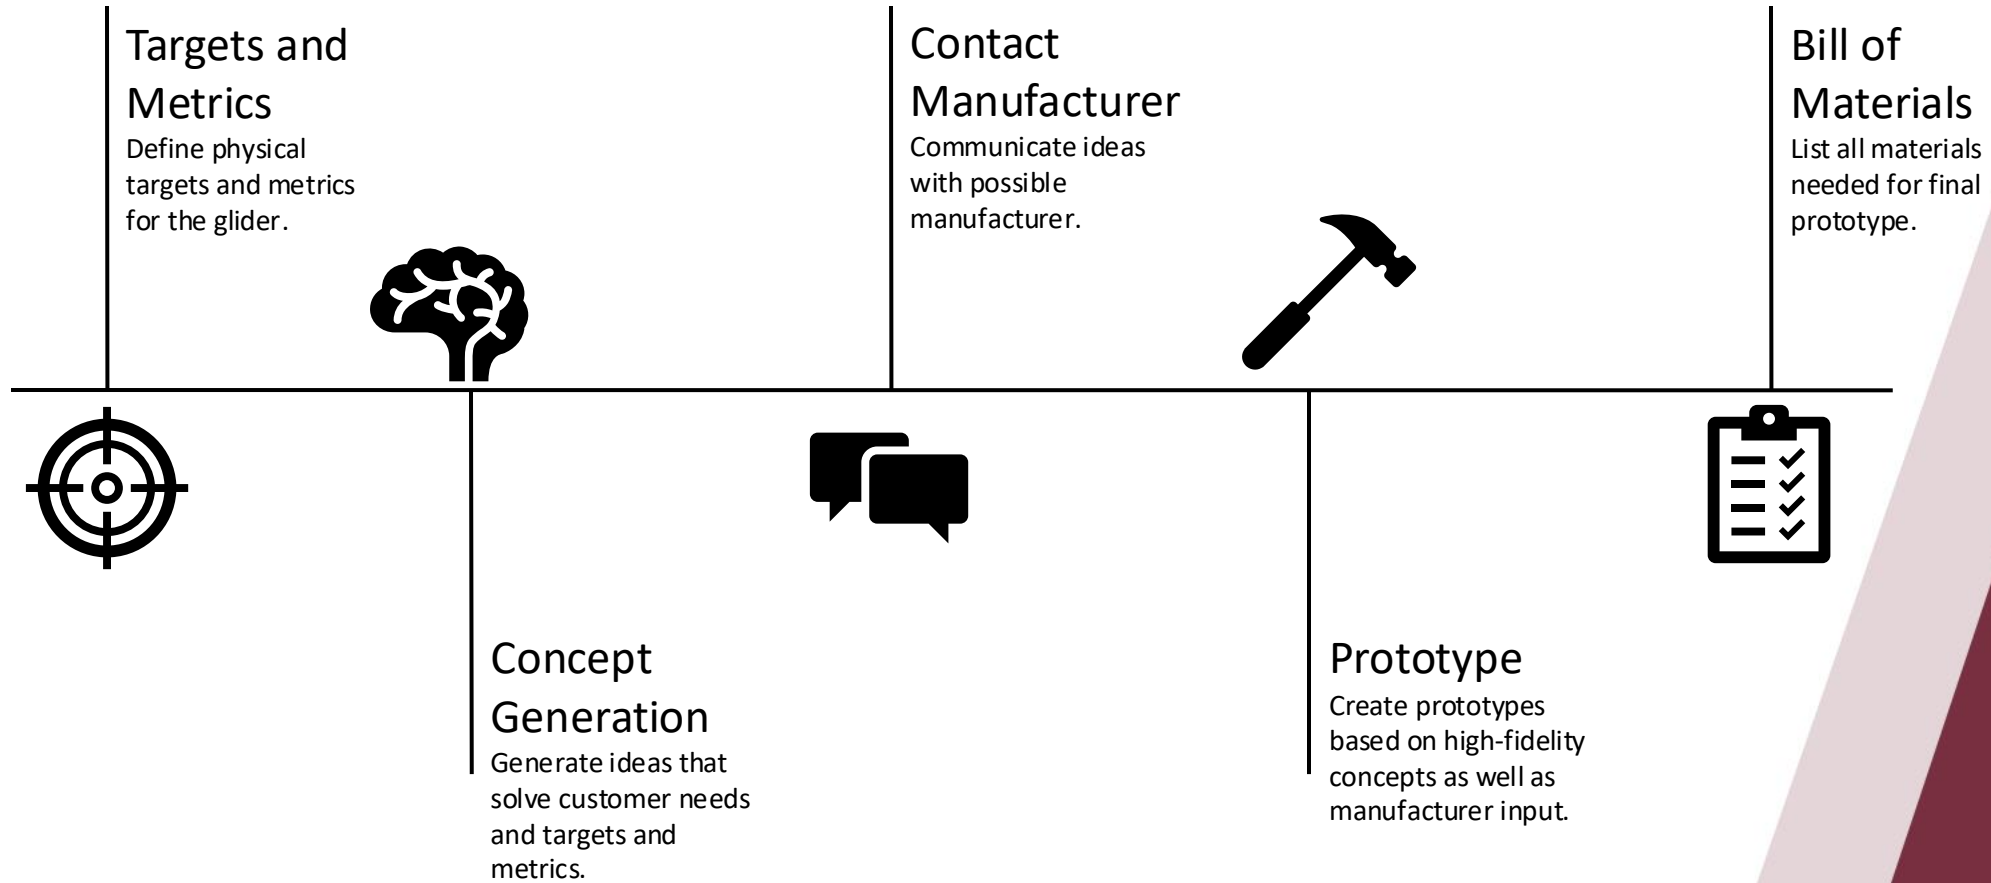 Targets and
Metrics
Define physical
targets and metrics
for the glider.
Concept
Generation
Generate ideas that
solve customer needs
and targets and
metrics.
Contact
Manufacturer
Communicate ideas
with possible
manufacturer.
Prototype
Create prototypes
based on high-fidelity
concepts as well as
manufacturer input.
Bill of
Materials
List all materials
needed for final
prototype.